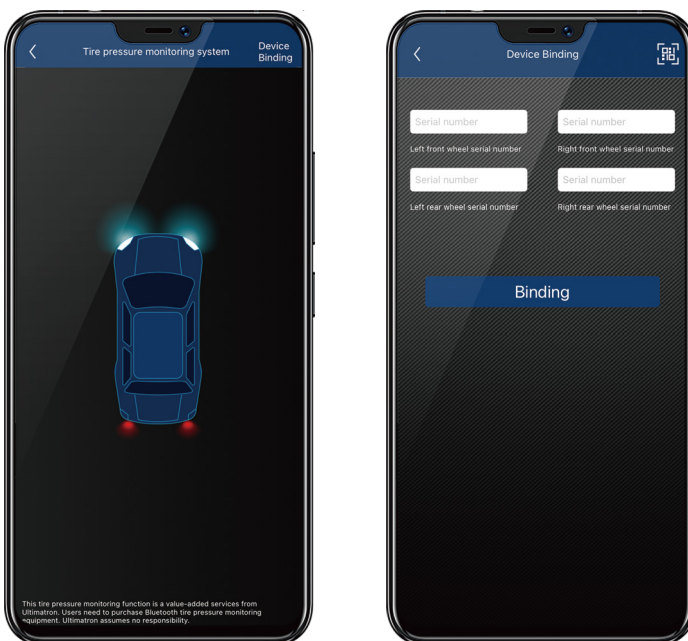 Tire pressure monitoring system
Device
Binding
This tire pressure monitoring function is a value-added services from
Ultimatron. Users need to purchase Bluetooth tire pressure monitoring
equipment. Ultimatron assumes no responsibility.
Device Binding
Serial number
Serial number
Left front wheel serial number
Right front wheel serial number
Serial number
Serial number
Left rear wheel serial number
Right rear wheel serial number
Binding